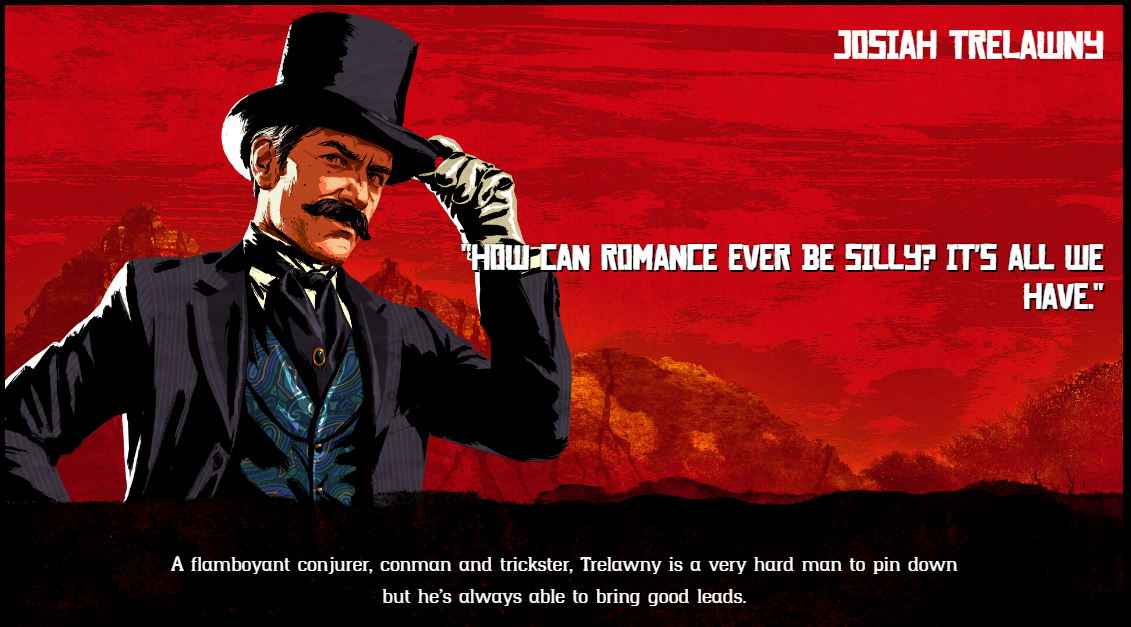 JOSIAH TRELAWNY
"HOW CAN ROMANCE EVER BE SILLY? IT'S ALL WE
HAVE."
A flamboyant conjurer, conman and trickster, Trelawny is a very hard man to pin down
but he's always able to bring good leads.